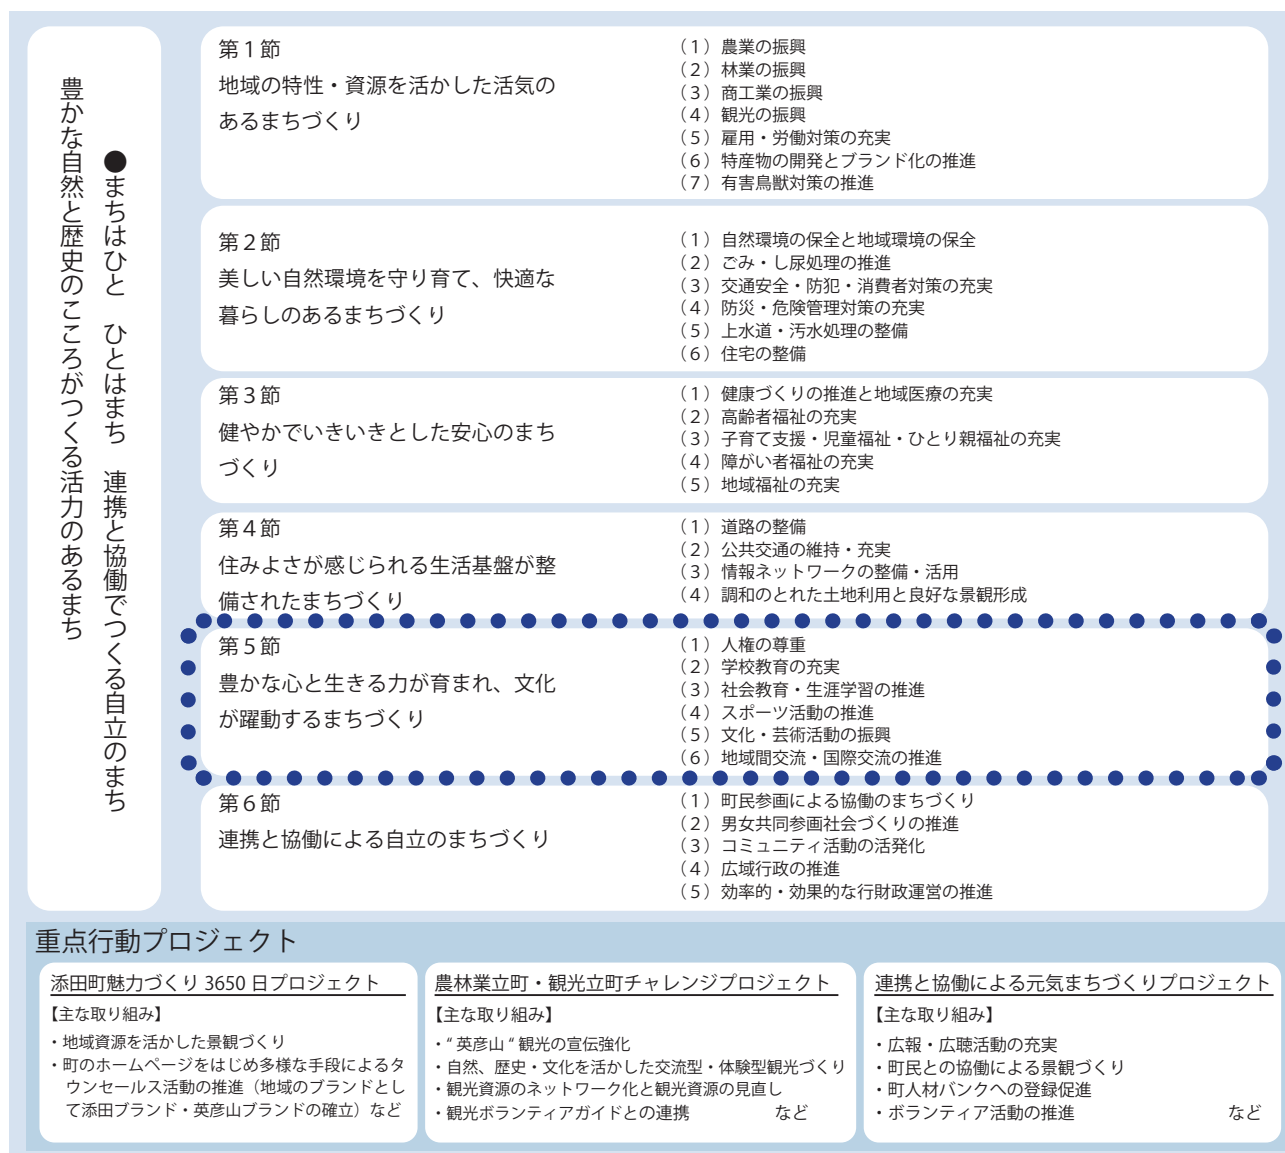 ●まちはひと　ひとはまち　連携と協働でつくる自立のまち
豊かな自然と歴史のこころがつくる活力のあるまち
第1節
地域の特性・資源を活かした活気の
あるまちづくり
（1）農業の振興
（2）林業の振興
（3）商工業の振興
（4）観光の振興
（5）雇用・労働対策の充実
（6）特産物の開発とブランド化の推進
（7）有害鳥獣対策の推進
第2節
美しい自然環境を守り育て、快適な
暮らしのあるまちづくり
（1）自然環境の保全と地域環境の保全
（2）ごみ・し尿処理の推進
（3）交通安全・防犯・消費者対策の充実
（4）防災・危険管理対策の充実
（5）上水道・汚水処理の整備
（6）住宅の整備
第3節
健やかでいきいきとした安心のまち
づくり
（1）健康づくりの推進と地域医療の充実
（2）高齢者福祉の充実
（3）子育て支援・児童福祉・ひとり親福祉の充実
（4）障がい者福祉の充実
（5）地域福祉の充実
第4節
住みよさが感じられる生活基盤が整
備されたまちづくり
（1）道路の整備
（2）公共交通の維持・充実
（3）情報ネットワークの整備・活用
（4）調和のとれた土地利用と良好な景観形成
第5節
豊かな心と生きる力が育まれ、文化
が躍動するまちづくり
（1）人権の尊重
（2）学校教育の充実
（3）社会教育・生涯学習の推進
（4）スポーツ活動の推進
（5）文化・芸術活動の振興
（6）地域間交流・国際交流の推進
第6節
連携と協働による自立のまちづくり
（1）町民参画による協働のまちづくり
（2）男女共同参画社会づくりの推進
（3）コミュニティ活動の活発化
（4）広域行政の推進
（5）効率的・効果的な行財政運営の推進
重点行動プロジェクト
添田町魅力づくり 3650 日プロジェクト
【主な取り組み】
・地域資源を活かした景観づくり
・町のホームページをはじめ多様な手段によるタ
ウンセールス活動の推進（地域のブランドとし
て添田ブランド・英彦山ブランドの確立）など
農林業立町・観光立町チャレンジプロジェクト
【主な取り組み】
・“ 英彦山 “ 観光の宣伝強化
・自然、歴史・文化を活かした交流型・体験型観光づくり
・観光資源のネットワーク化と観光資源の見直し
・観光ボランティアガイドとの連携　など
連携と協働による元気まちづくりプロジェクト
【主な取り組み】
・広報・広聴活動の充実
・町民との協働による景観づくり
・町人材バンクへの登録促進
・ボランティア活動の推進　など